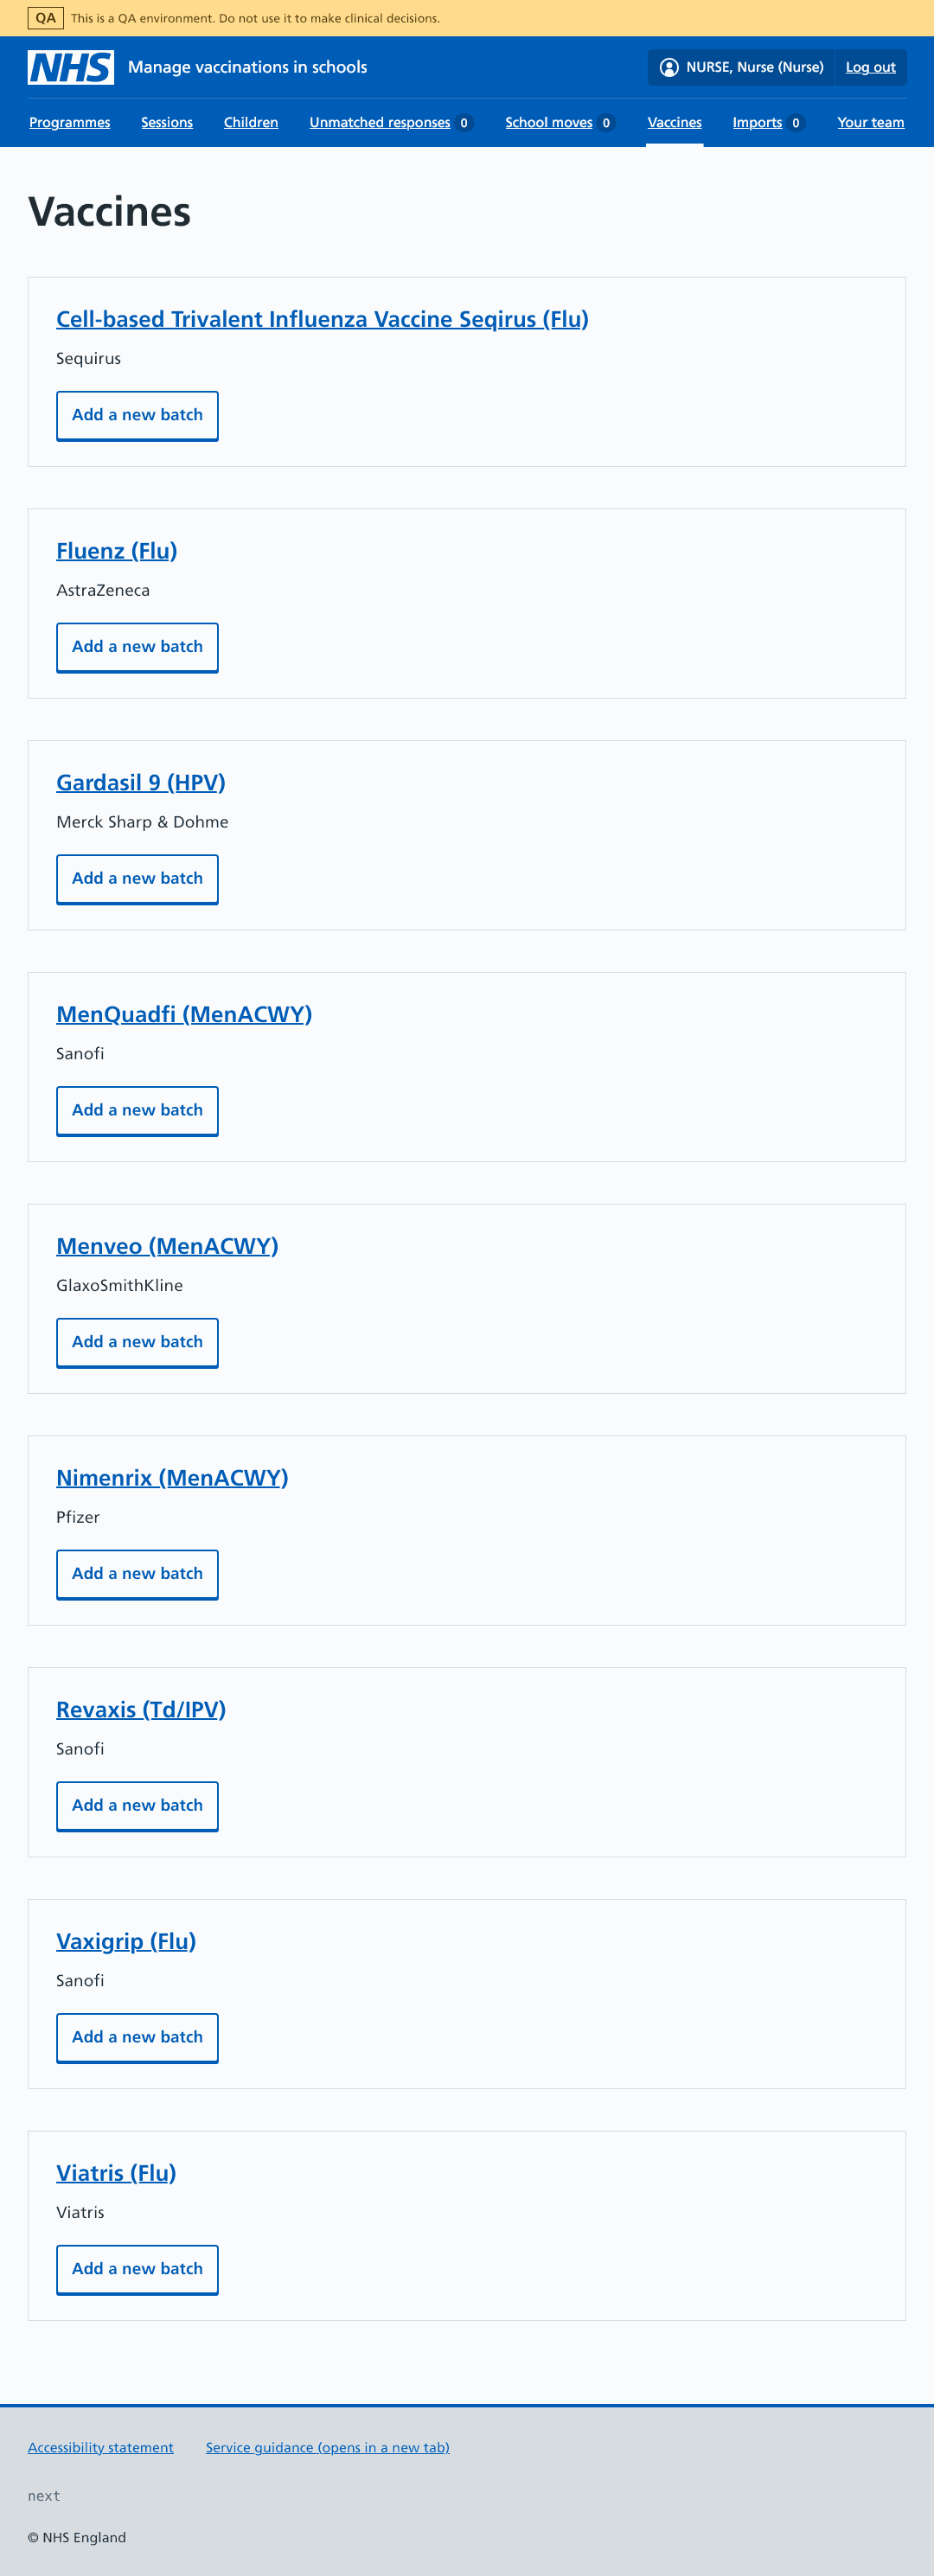 QA This is a QA environment. Do not use it to make clinical decisions.
NHS Manage vaccinations in schools NURSE, Nurse (Nurse) Log out
Programmes Sessions Children Unmatched responses 0 School moves 0 Vaccines Imports 0 Your team
Vaccines
Cell-based Trivalent Influenza Vaccine Seqirus (Flu)
Sequirus
Add a new batch
Fluenz (Flu)
AstraZeneca
Add a new batch
Gardasil 9 (HPV)
Merck Sharp & Dohme
Add a new batch
MenQuadfi (MenACWY)
Sanofi
Add a new batch
Menveo (MenACWY)
GlaxoSmithKline
Add a new batch
Nimenrix (MenACWY)
Pfizer
Add a new batch
Revaxis (Td/IPV)
Sanofi
Add a new batch
Vaxigrip (Flu)
Sanofi
Add a new batch
Viatris (Flu)
Viatris
Add a new batch
Accessibility statement Service guidance (opens in a new tab)
next
© NHS England